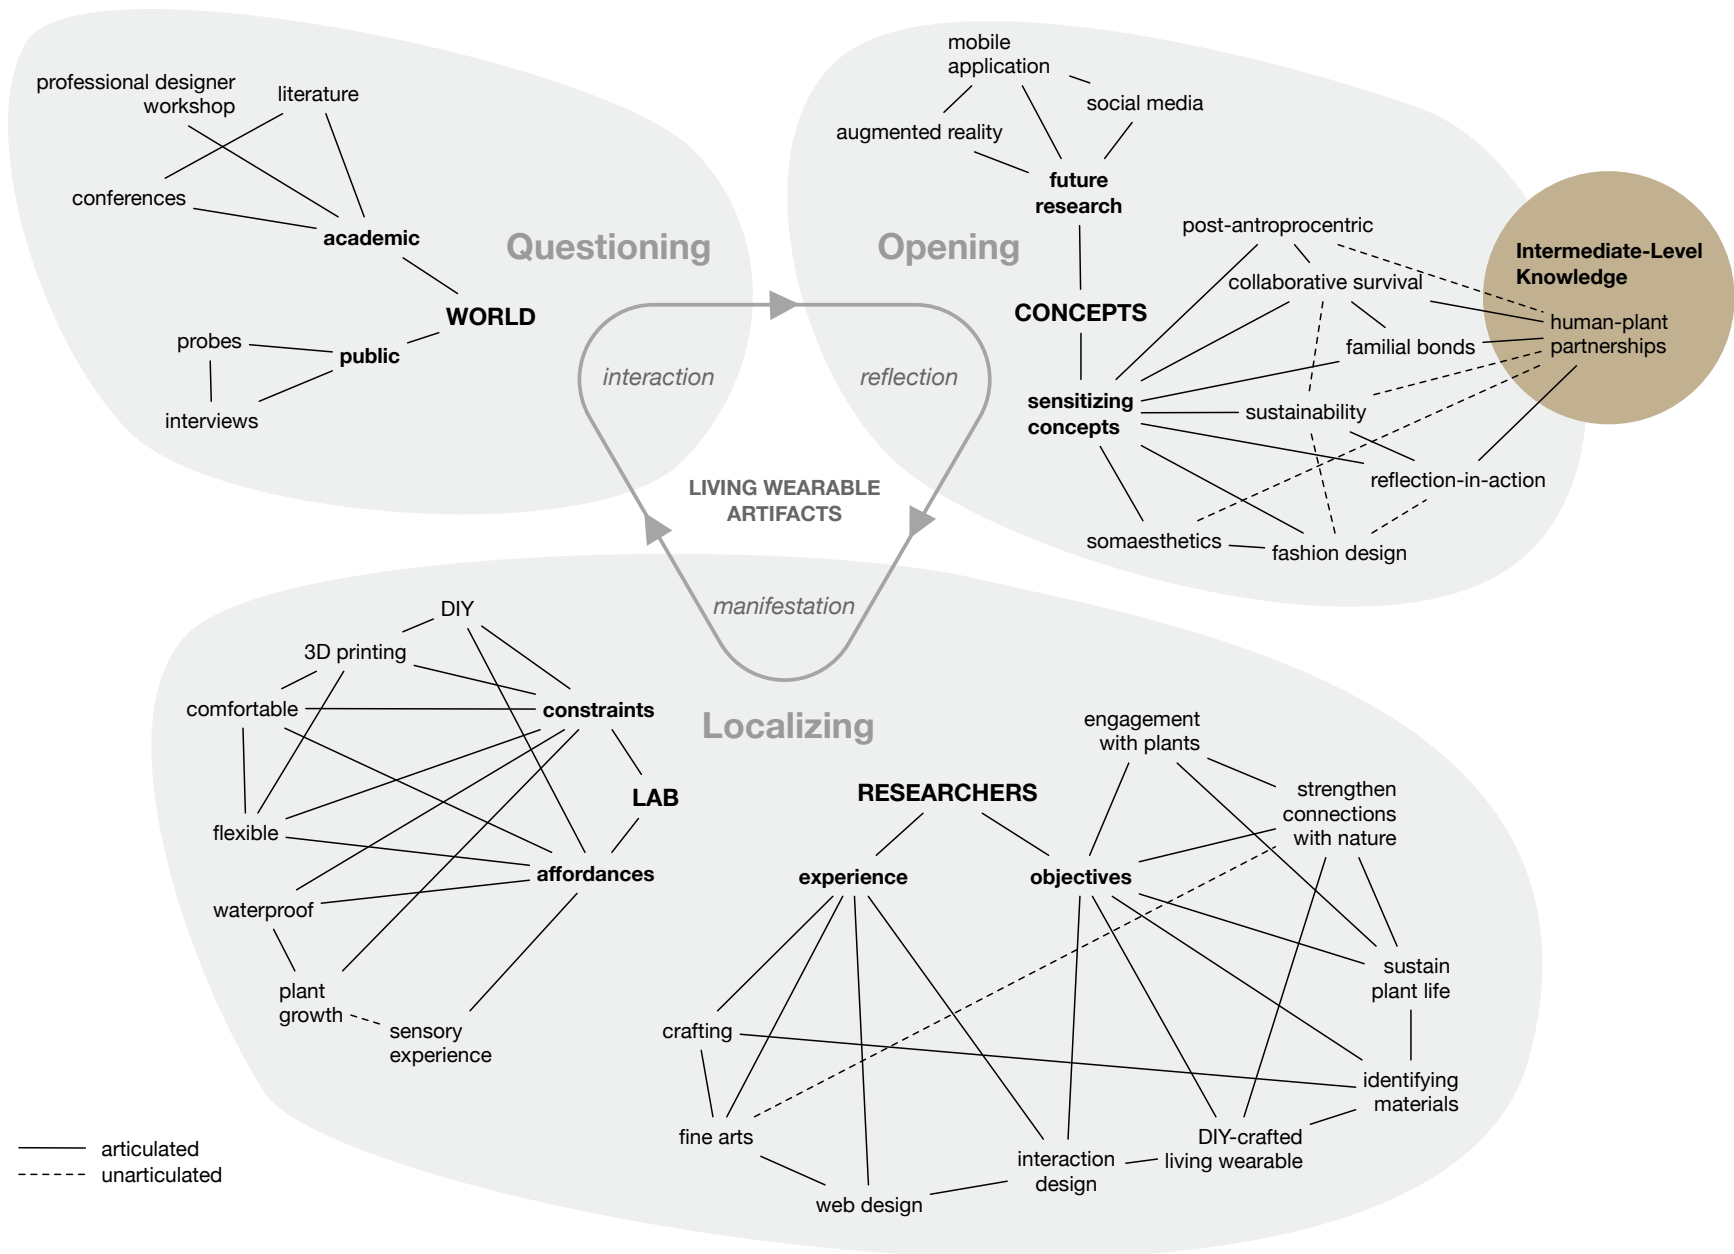 professional designer
workshop
literature
conferences
academic
Questioning
WORLD
probes
public
interviews
interaction
mobile
application
social media
augmented reality
future
research
Opening
post-antroprocentric
collaborative survival
Intermediate-Level
Knowledge
CONCEPTS
human-plant
partnerships
familial bonds
reflection
sensitizing
concepts
sustainability
reflection-in-action
somaesthetics
fashion design
LIVING WEARABLE
ARTIFACTS
manifestation
DIY
3D printing
comfortable
constraints
Localizing
LAB
flexible
affordances
waterproof
plant
growth
sensory
experience
engagement
with plants
RESEARCHERS
strengthen
connections
with nature
experience
objectives
sustain
plant life
crafting
identifying
materials
fine arts
DIY-crafted
living wearable
interaction
design
web design
articulated
unarticulated